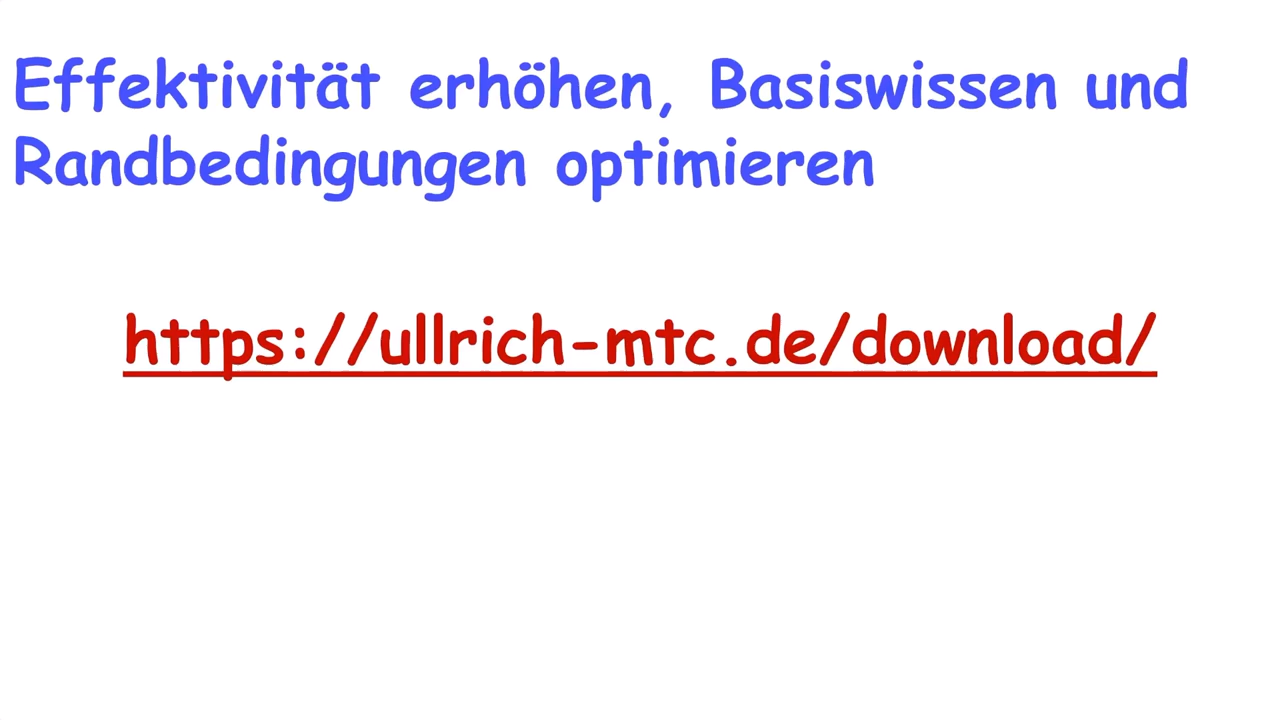 Effektivität erhöhen, Basiswissen und
Randbedingungen optimieren
https://ullrich-mtc.de/download/